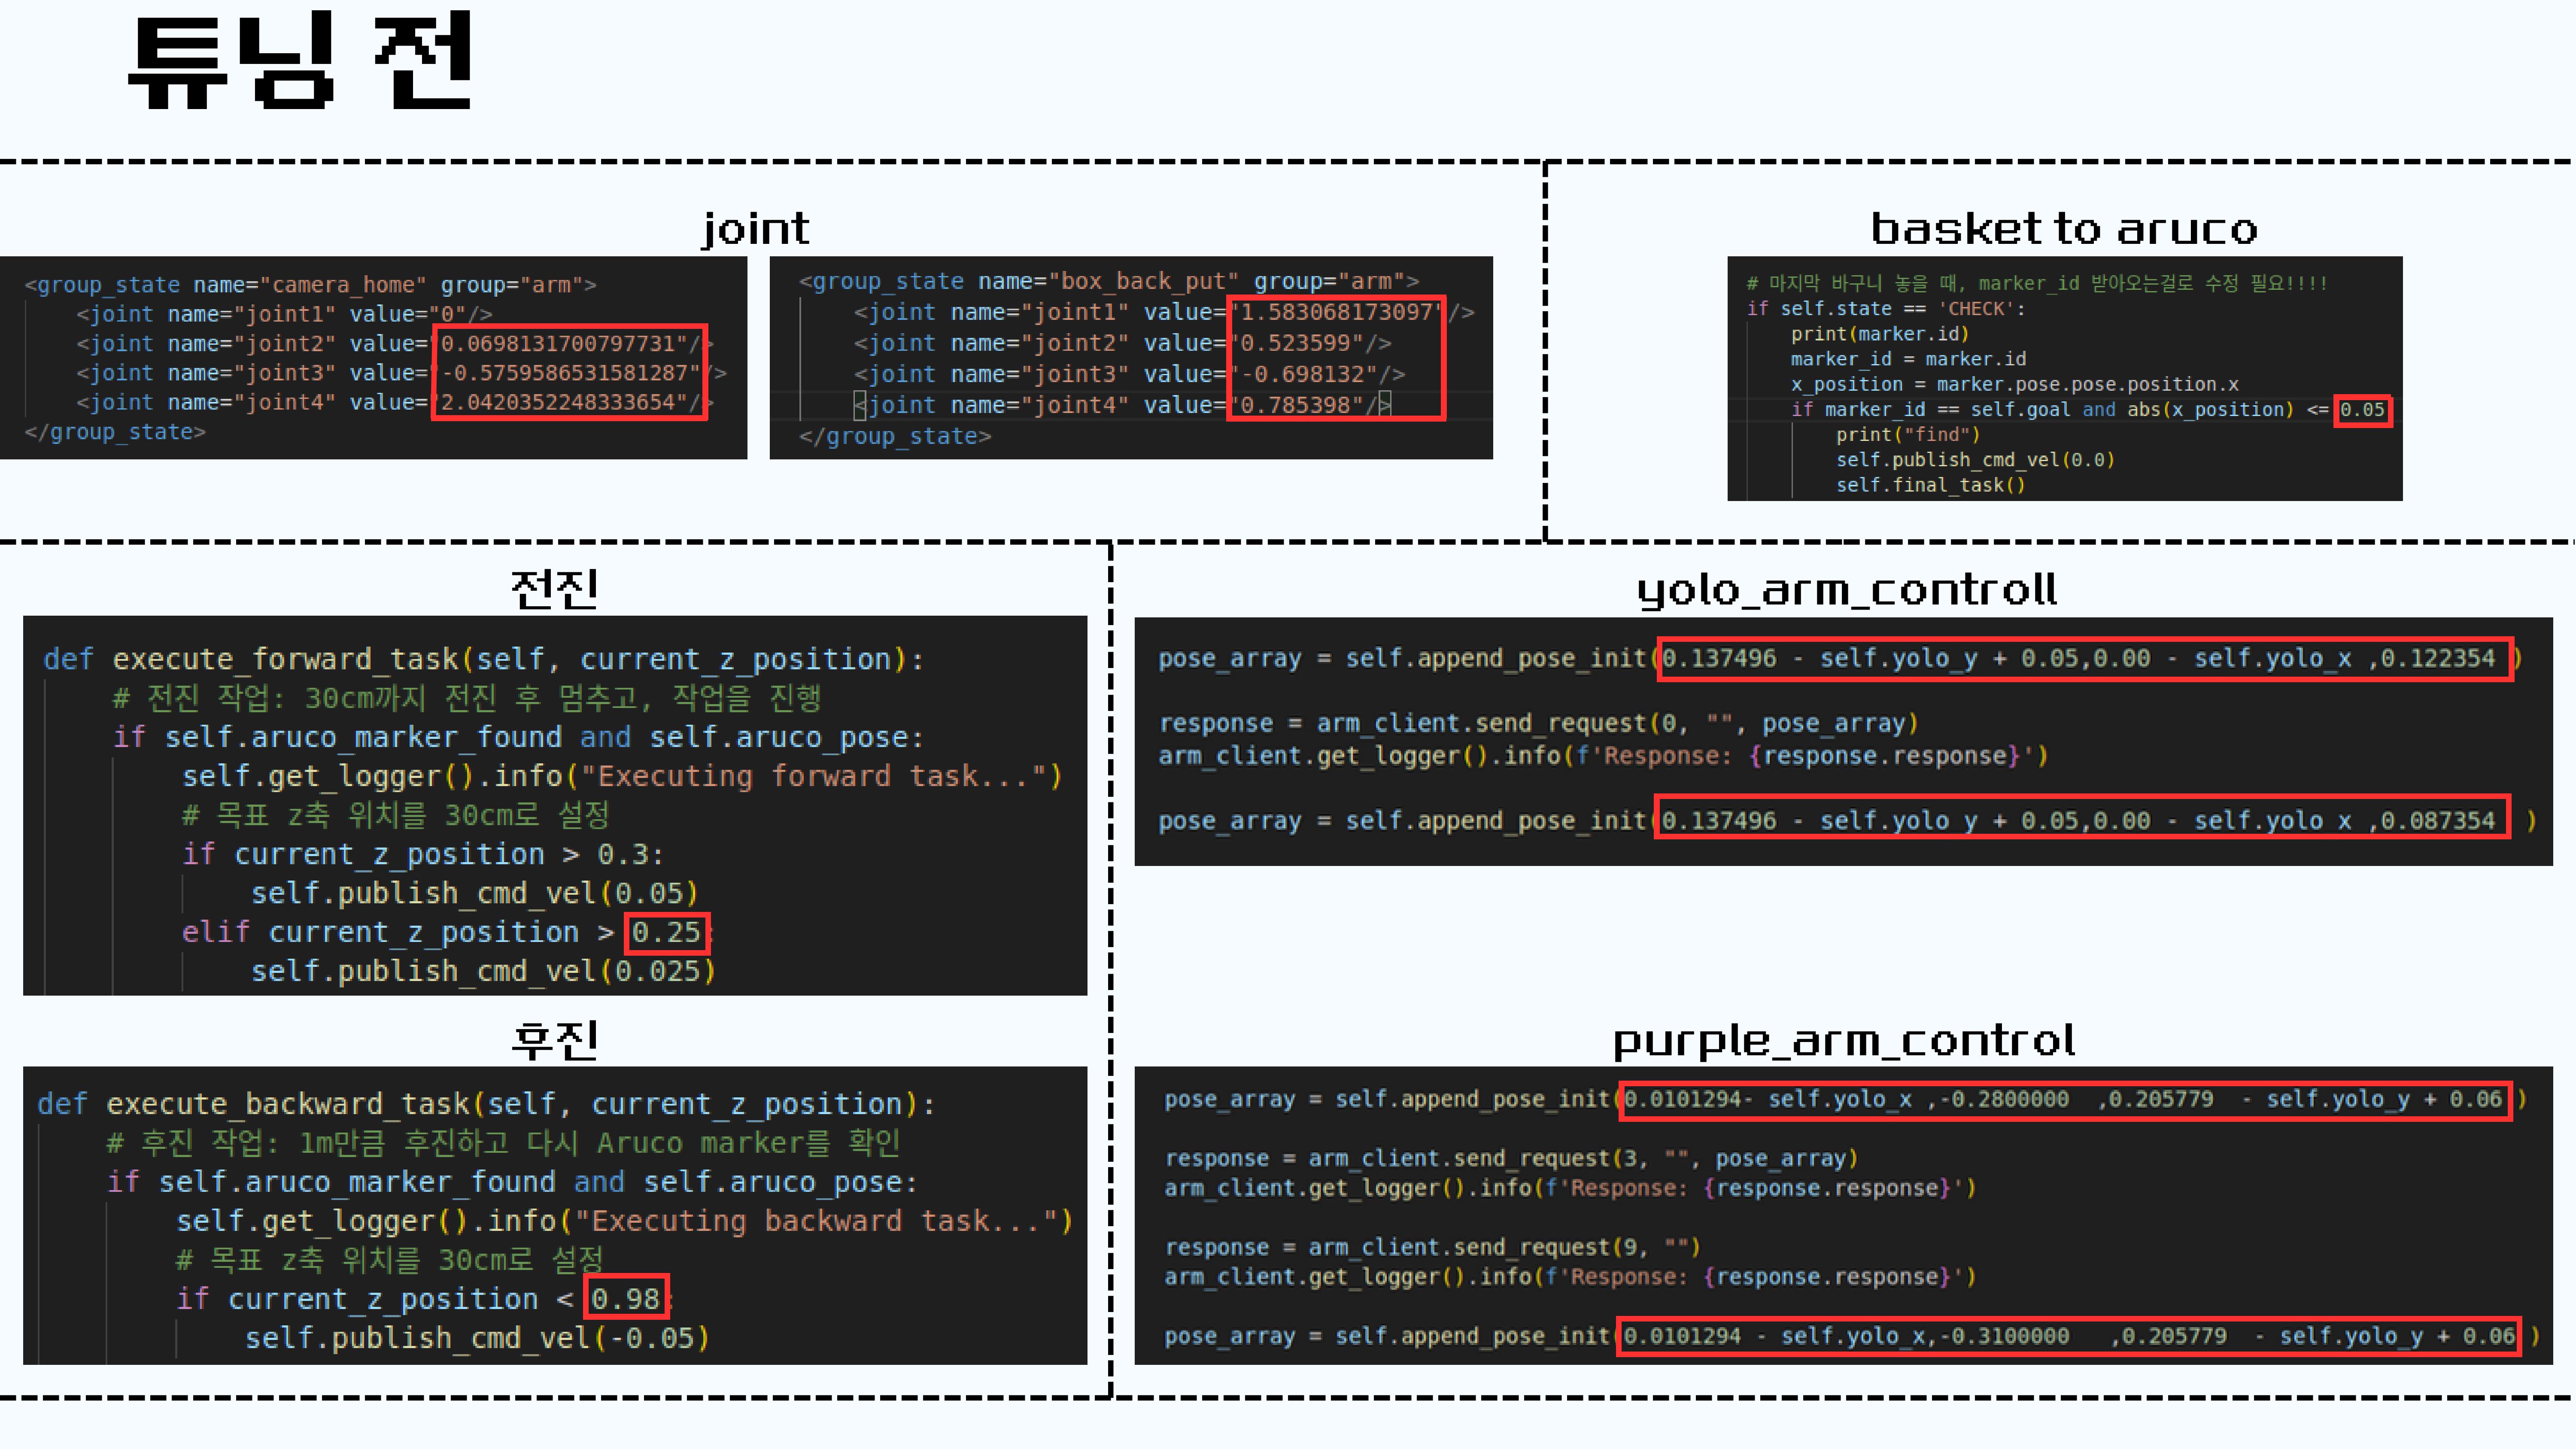 튜닝 전
joint
<group_state name="camera_home" group="arm">
<joint name="joint1" value="0"/>
<joint name="joint2" value="0.0698131700797731"/>
<joint name="joint3" value="-0.5759586531581287"/>
<joint name="joint4" value="2.0420352248333654"/>
</group_state>
<group_state name="box_back_put" group="arm">
<joint name="joint1" value="1.583068173097"/>
<joint name="joint2" value="0.523599"/>
<joint name="joint3" value="-0.698132"/>
<joint name="joint4" value="0.785398"/>
</group_state>
basket to aruco
# 마지막 바구니 놓을 때, marker_id 받아오는걸로 수정 필요!!!!
if self.state == 'CHECK':
print(marker.id)
marker_id = marker.id
x_position = marker.pose.pose.position.x
if marker_id == self.goal and abs(x_position) <= 0.05
print("find")
self.publish_cmd_vel(0.0)
self.final_task()
전진
def execute_forward_task(self, current_z_position):
# 전진 작업: 30cm까지 전진 후 멈추고, 작업을 진행
if self.aruco_marker_found and self.aruco_pose:
self.get_logger().info("Executing forward task...")
# 목표 z축 위치를 30cm로 설정
if current_z_position > 0.3:
self.publish_cmd_vel(0.05)
elif current_z_position > 0.25:
self.publish_cmd_vel(0.025)
후진
def execute_backward_task(self, current_z_position):
# 후진 작업: 1m만큼 후진하고 다시 Aruco marker를 확인
if self.aruco_marker_found and self.aruco_pose:
self.get_logger().info("Executing backward task...")
# 목표 z축 위치를 30cm로 설정
if current_z_position < 0.98:
self.publish_cmd_vel(-0.05)
yolo_arm_controll
pose_array = self.append_pose_init(0.137496 - self.yolo_y + 0.05,0.00 - self.yolo_x ,0.122354 )
response = arm_client.send_request(0, "", pose_array)
arm_client.get_logger().info(f'Response: {response.response}')
pose_array = self.append_pose_init(0.137496 - self.yolo_y + 0.05,0.00 - self.yolo_x ,0.087354 )
purple_arm_control
pose_array = self.append_pose_init(0.0101294- self.yolo_x ,-0.2800000 ,0.205779 - self.yolo_y + 0.06 )
response = arm_client.send_request(3, "", pose_array)
arm_client.get_logger().info(f'Response: {response.response}')
response = arm_client.send_request(9, "")
arm_client.get_logger().info(f'Response: {response.response}')
pose_array = self.append_pose_init(0.0101294 - self.yolo_x,-0.3100000 ,0.205779 - self.yolo_y + 0.06 )